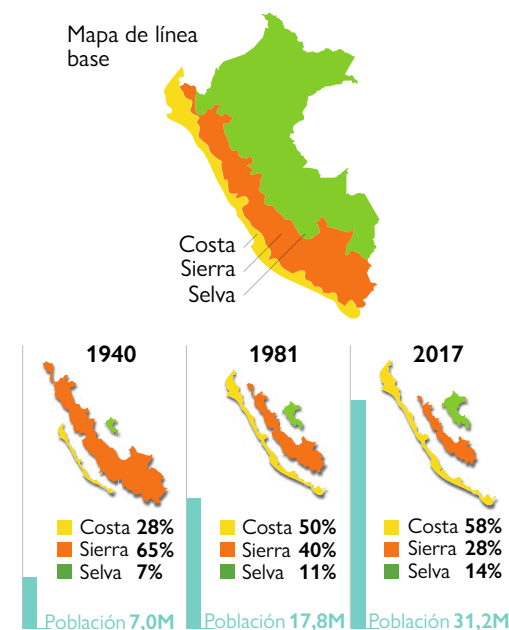 Mapa de línea
base
Costa
Sierra
Selva
1940
Costa 28%
Sierra 65%
Selva 7%
Población 7,0M
1981
Costa 50%
Sierra 40%
Selva 11%
Población 17,8M
2017
Costa 58%
Sierra 28%
Selva 14%
Población 31,2M